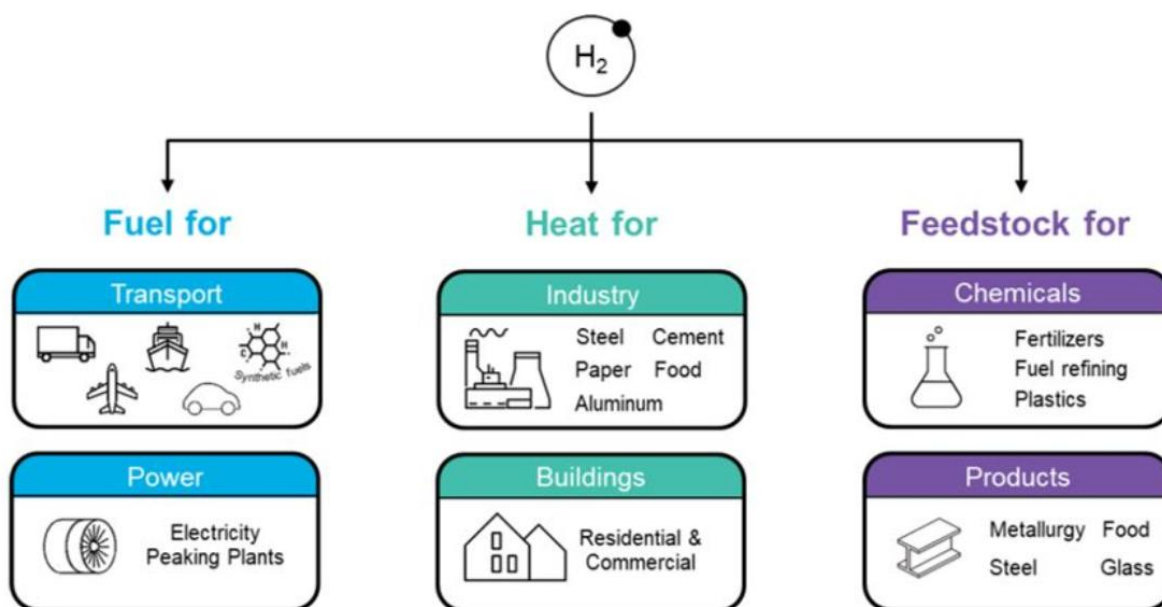 H₂
Fuel for
Heat for
Feedstock for
Transport
H
C
H
Synthetic fuels
Industry
Steel Cement
Paper Food
Aluminum
Chemicals
Fertilizers
Fuel refining
Plastics
Power
Electricity
Peaking Plants
Buildings
Residential &
Commercial
Products
Metallurgy Food
Steel Glass